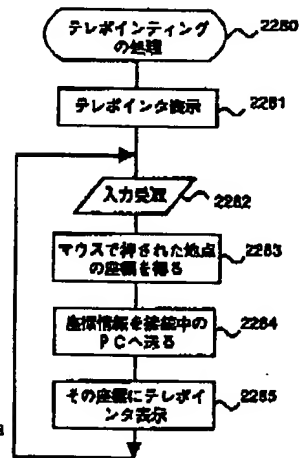 テレポインティング
の処理
2280
テレポインタ表示
2281
入力受取
2282
マウスで押された地点
の座標を得る
2283
座標情報を接続中の
PCへ送る
2284
その座標にテレポイ
ンタ表示
2285